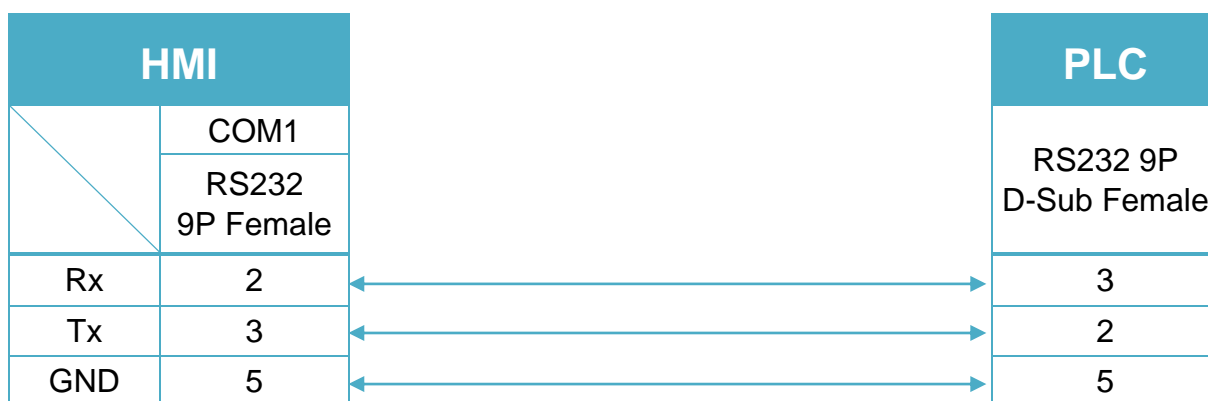 HMI
PLC
COM1
RS232
9P Female
RS232 9P
D-Sub Female
Rx 2 3
Tx 3 2
GND 5 5